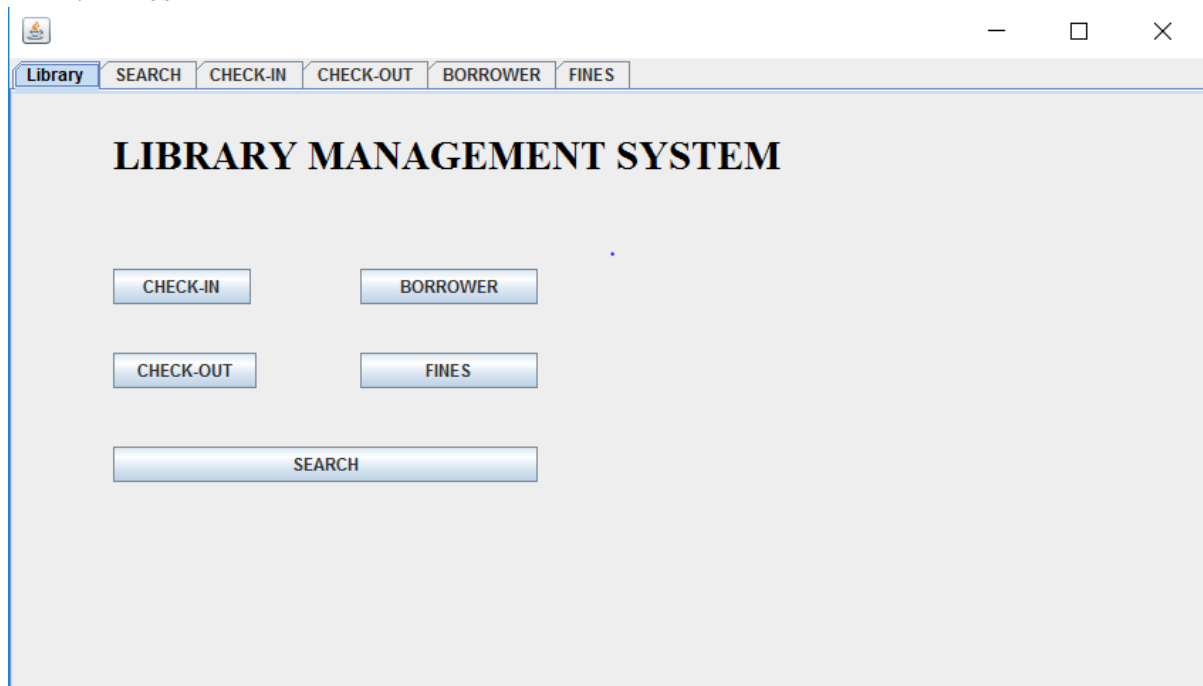 Library SEARCH CHECK-IN CHECK-OUT BORROWER FINES
LIBRARY MANAGEMENT SYSTEM
CHECK-IN BORROWER
CHECK-OUT FINES
SEARCH